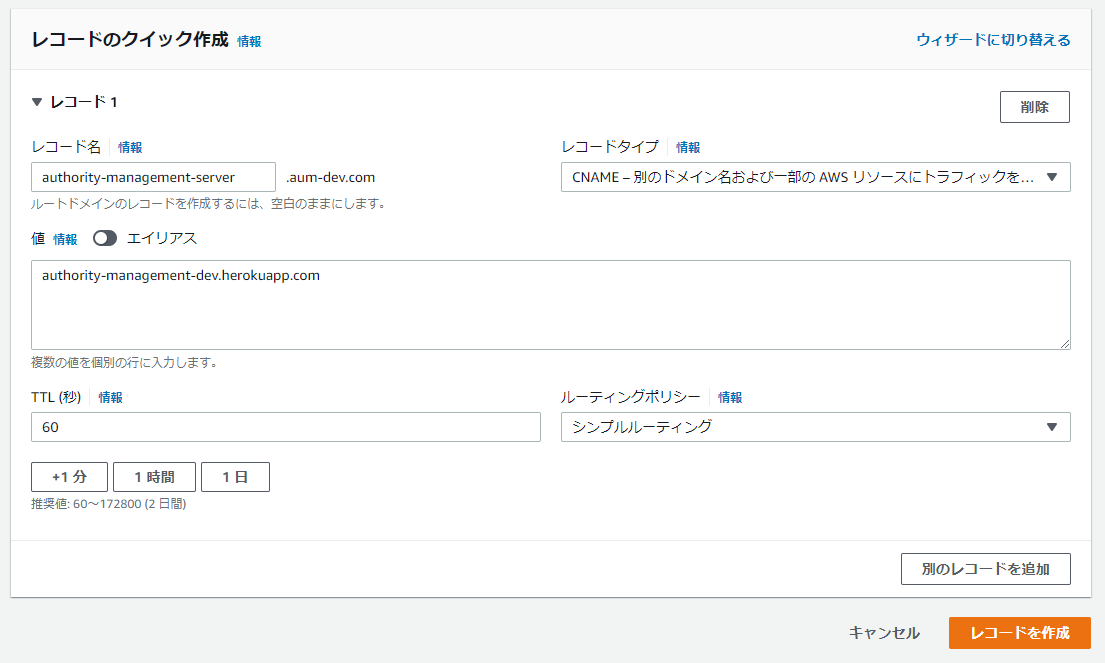 レコードのクイック作成 情報 ウィザードに切り替える
▼ レコード 1 削除
レコード名 情報 レコードタイプ 情報
authority-management-server .aum-dev.com CNAME – 別のドメイン名および一部の AWS リソースにトラフィックを... ▼
ルートドメインのレコードを作成するには、空白のままにします。
値 情報 エイリアス
authority-management-dev.herokuapp.com
複数の値を個別の行に入力します。
TTL (秒) 情報 ルーティングポリシー 情報
60 シンプルルーティング ▼
+1 分 1 時間 1 日
推奨値: 60～172800 (2 日間)
別のレコードを追加
キャンセル レコードを作成